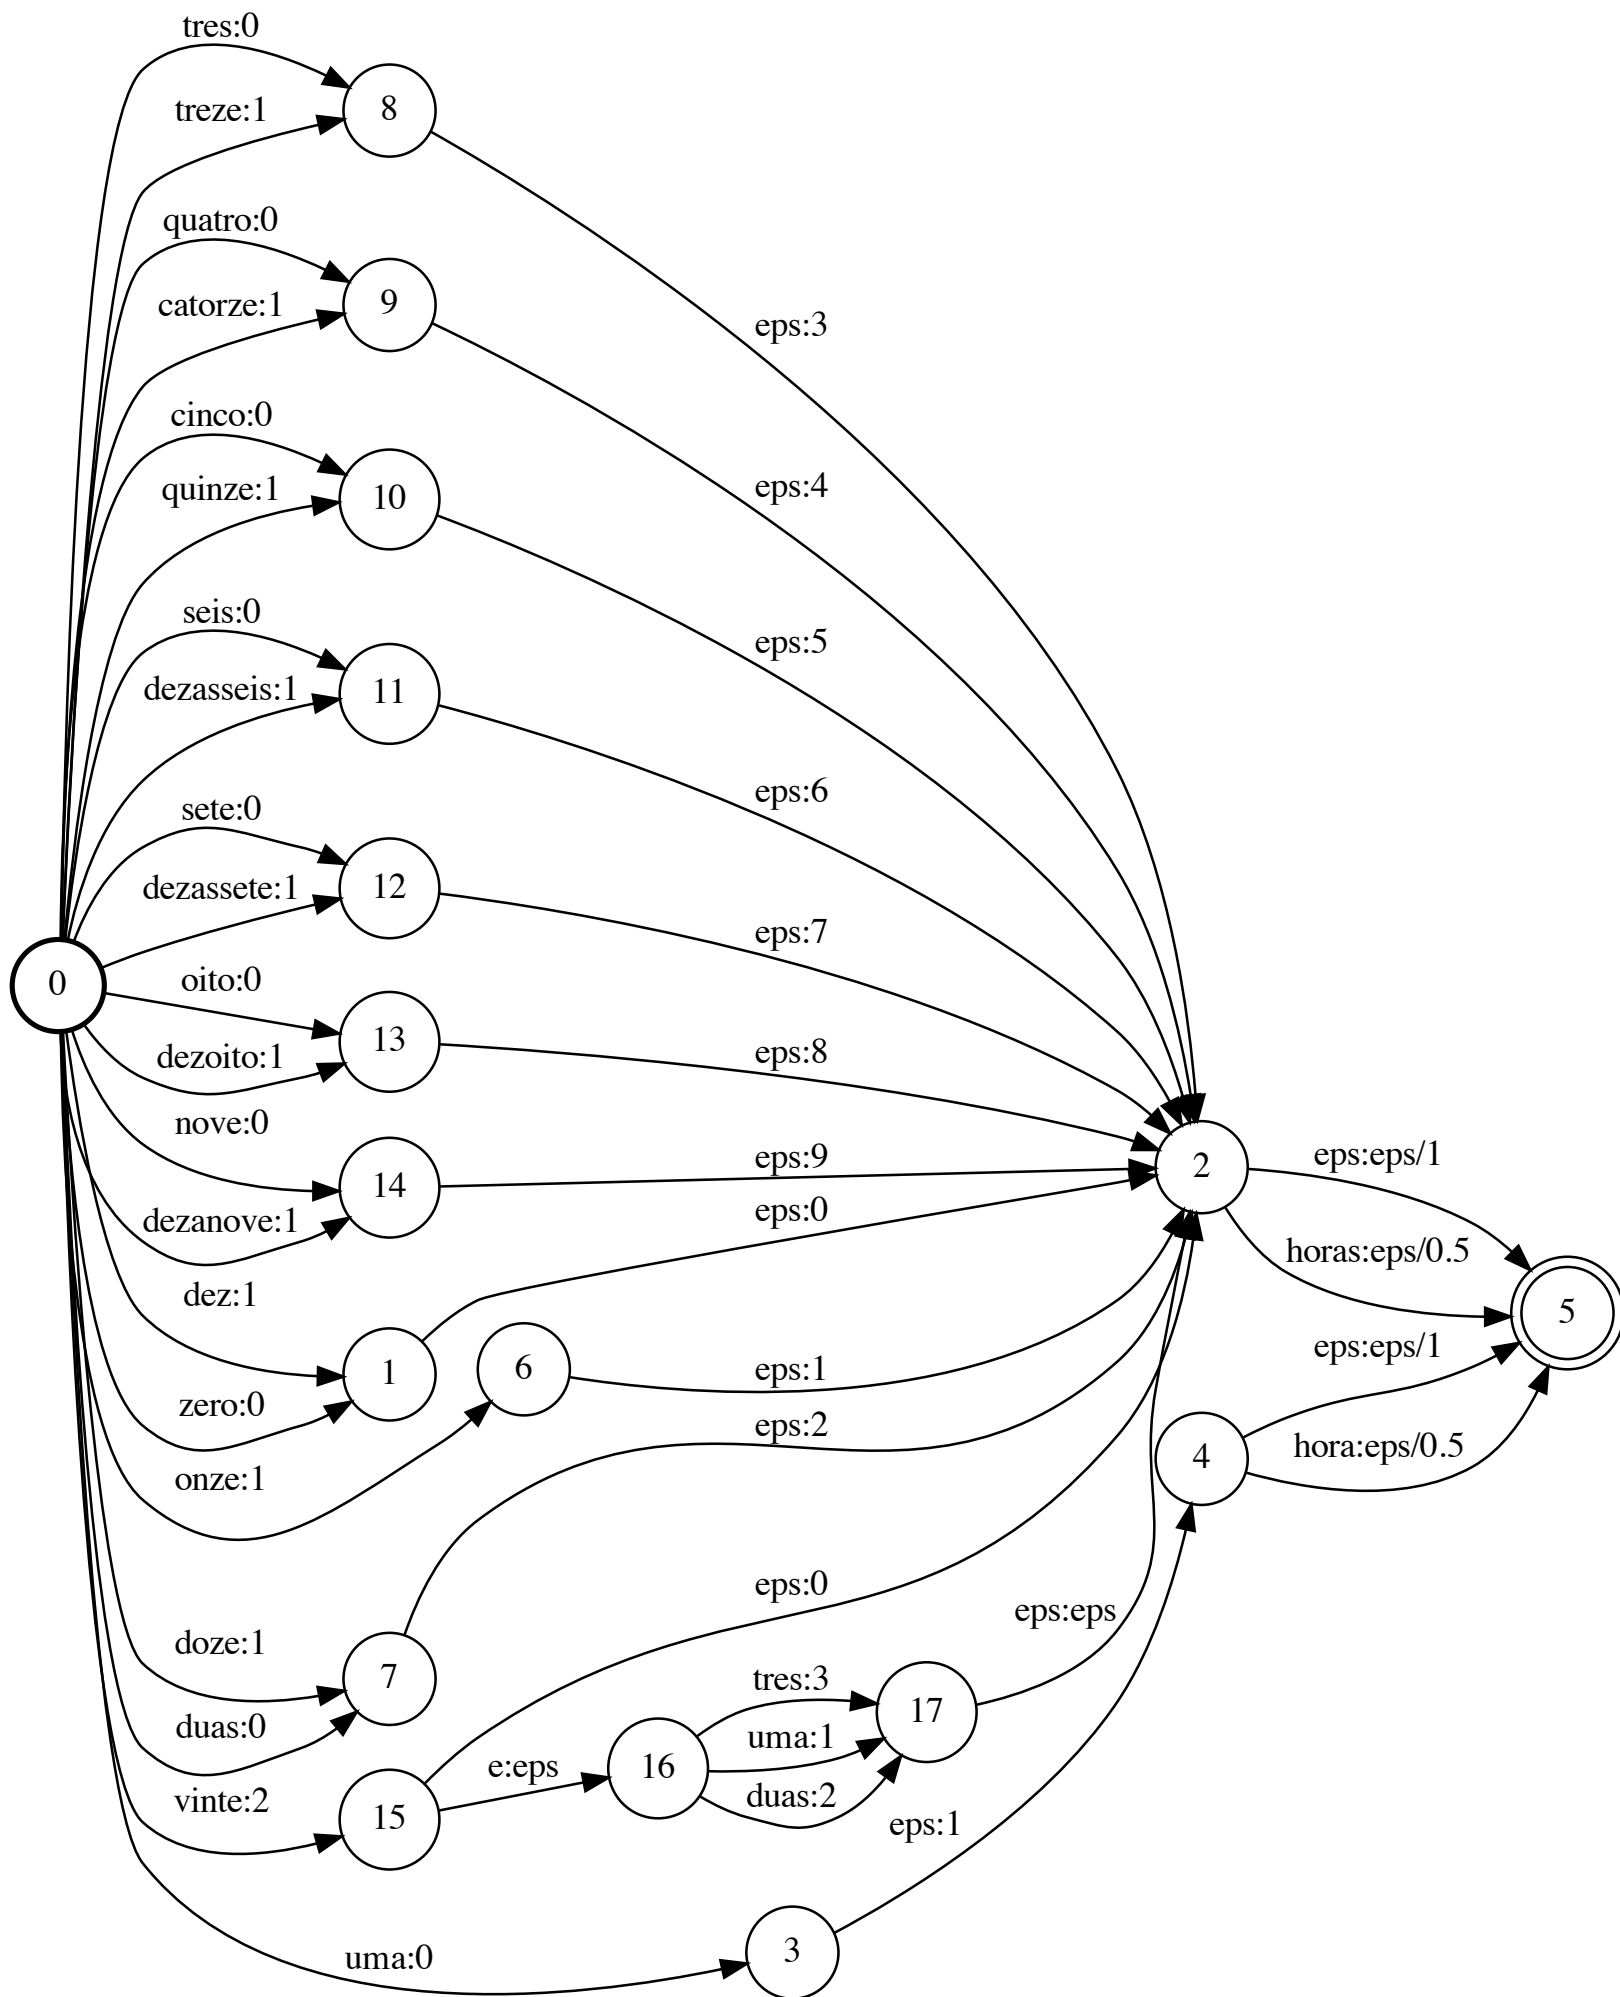 tres:0
8
treze:1
quatro:0
9
catorze:1
eps:3
cinco:0
quinze:1
10
eps:4
seis:0
dezasseis:1
11
eps:5
sete:0
eps:6
dezassete:1
12
eps:7
0
oito:0
13
dezoito:1
eps:8
nove:0
14
eps:9
2
eps:eps/1
dezanove:1
eps:0
horas:eps/0.5
dez:1
5
1
6
eps:1
eps:eps/1
zero:0
eps:2
4
hora:eps/0.5
onze:1
eps:0
eps:eps
doze:1
7
tres:3
17
duas:0
uma:1
e:eps
16
vinte:2
duas:2
15
eps:1
uma:0
3